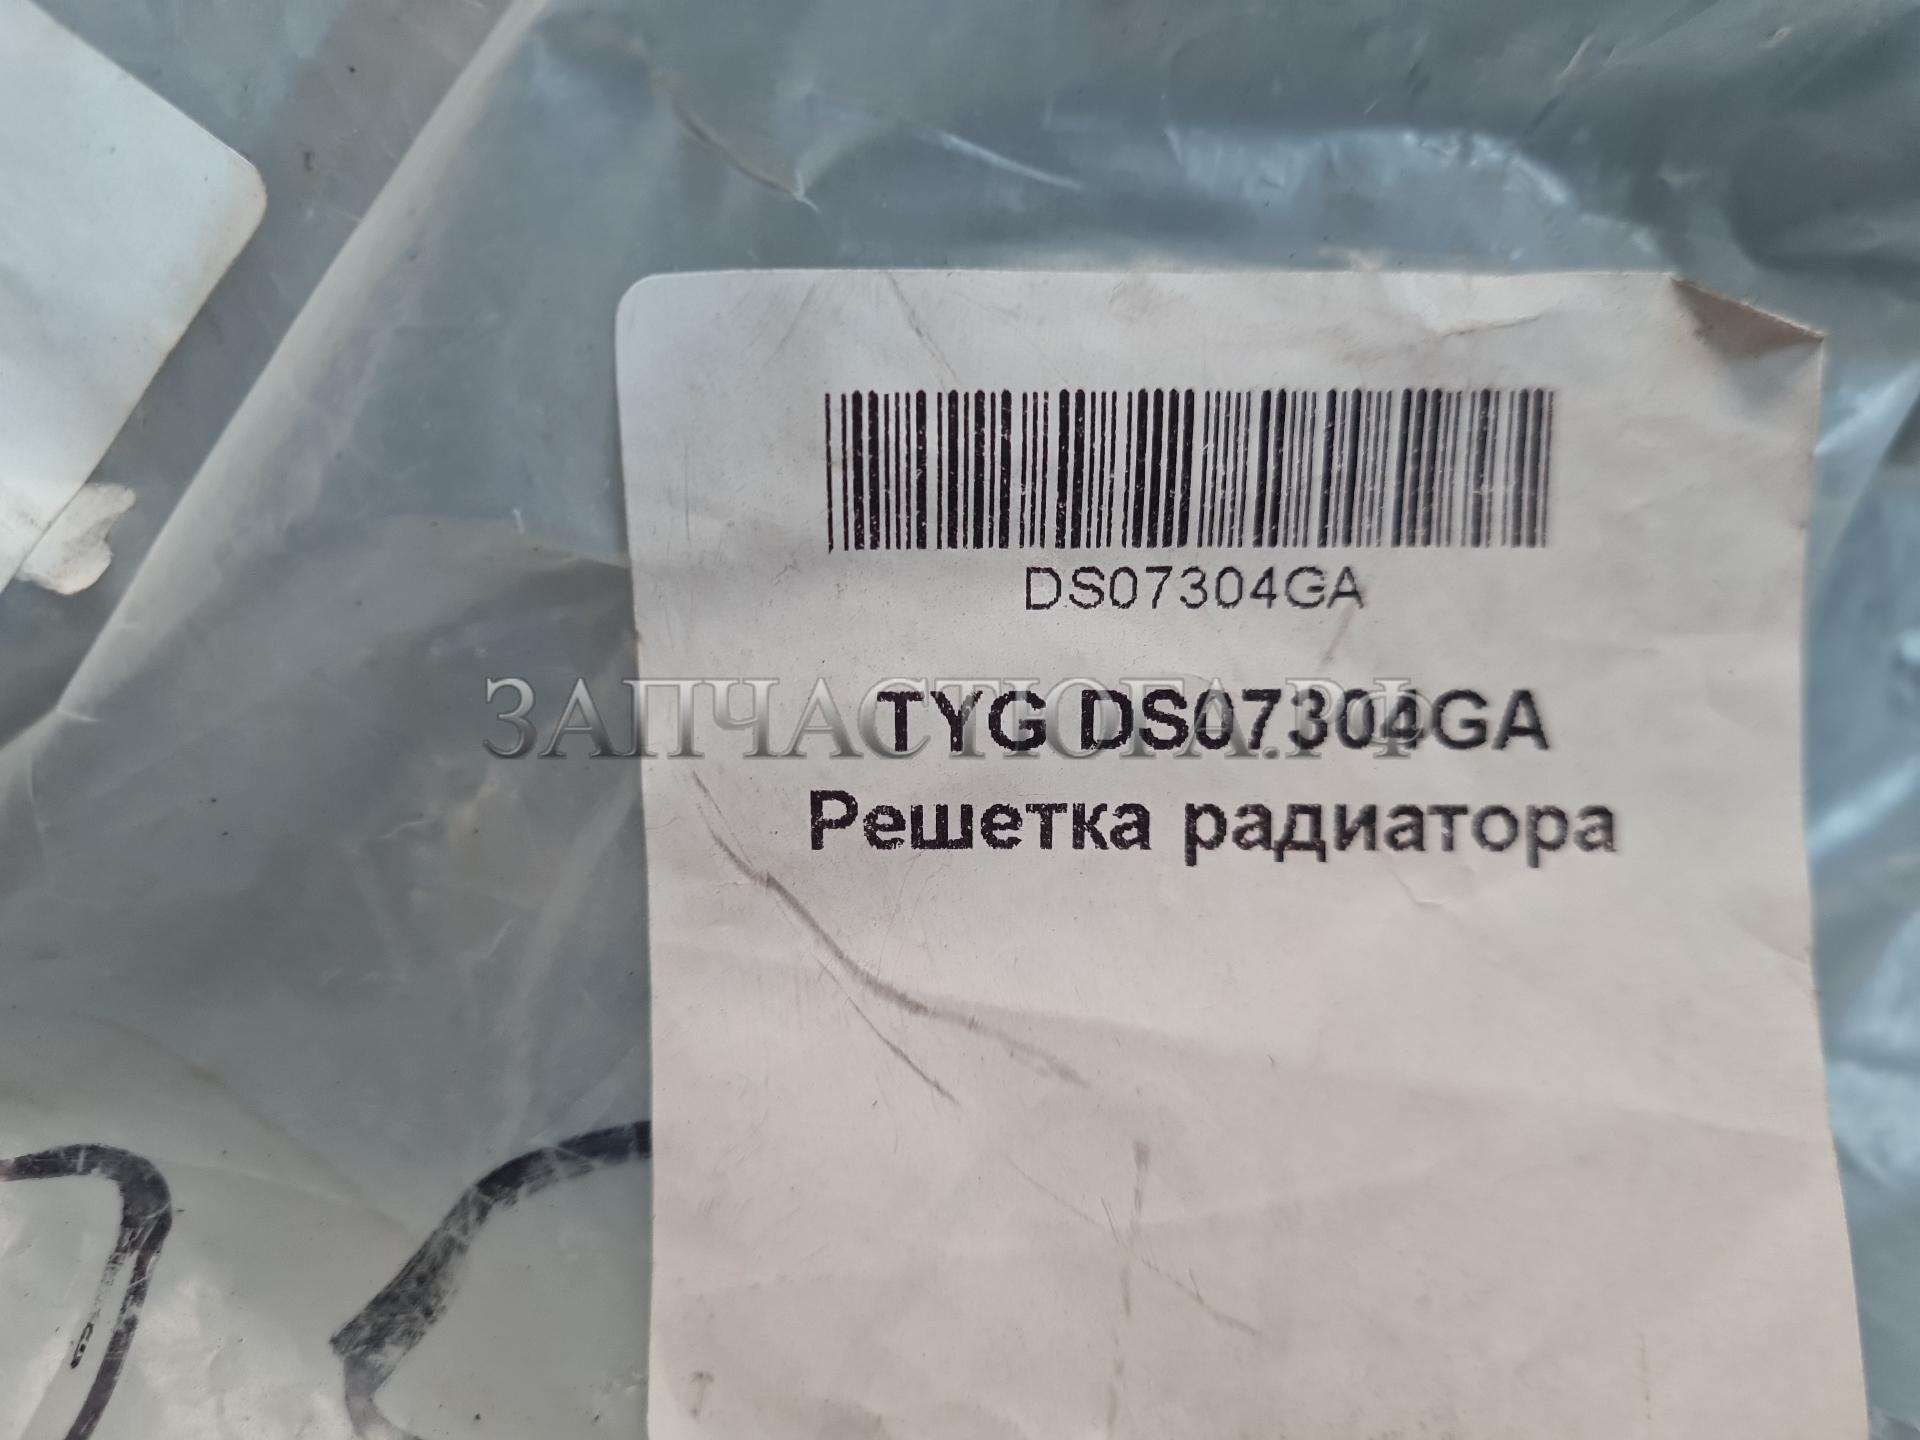 DS07304GA
TYG DS07304GA
ЗАПЧАСТЮГА.РФ
Решетка радиатора